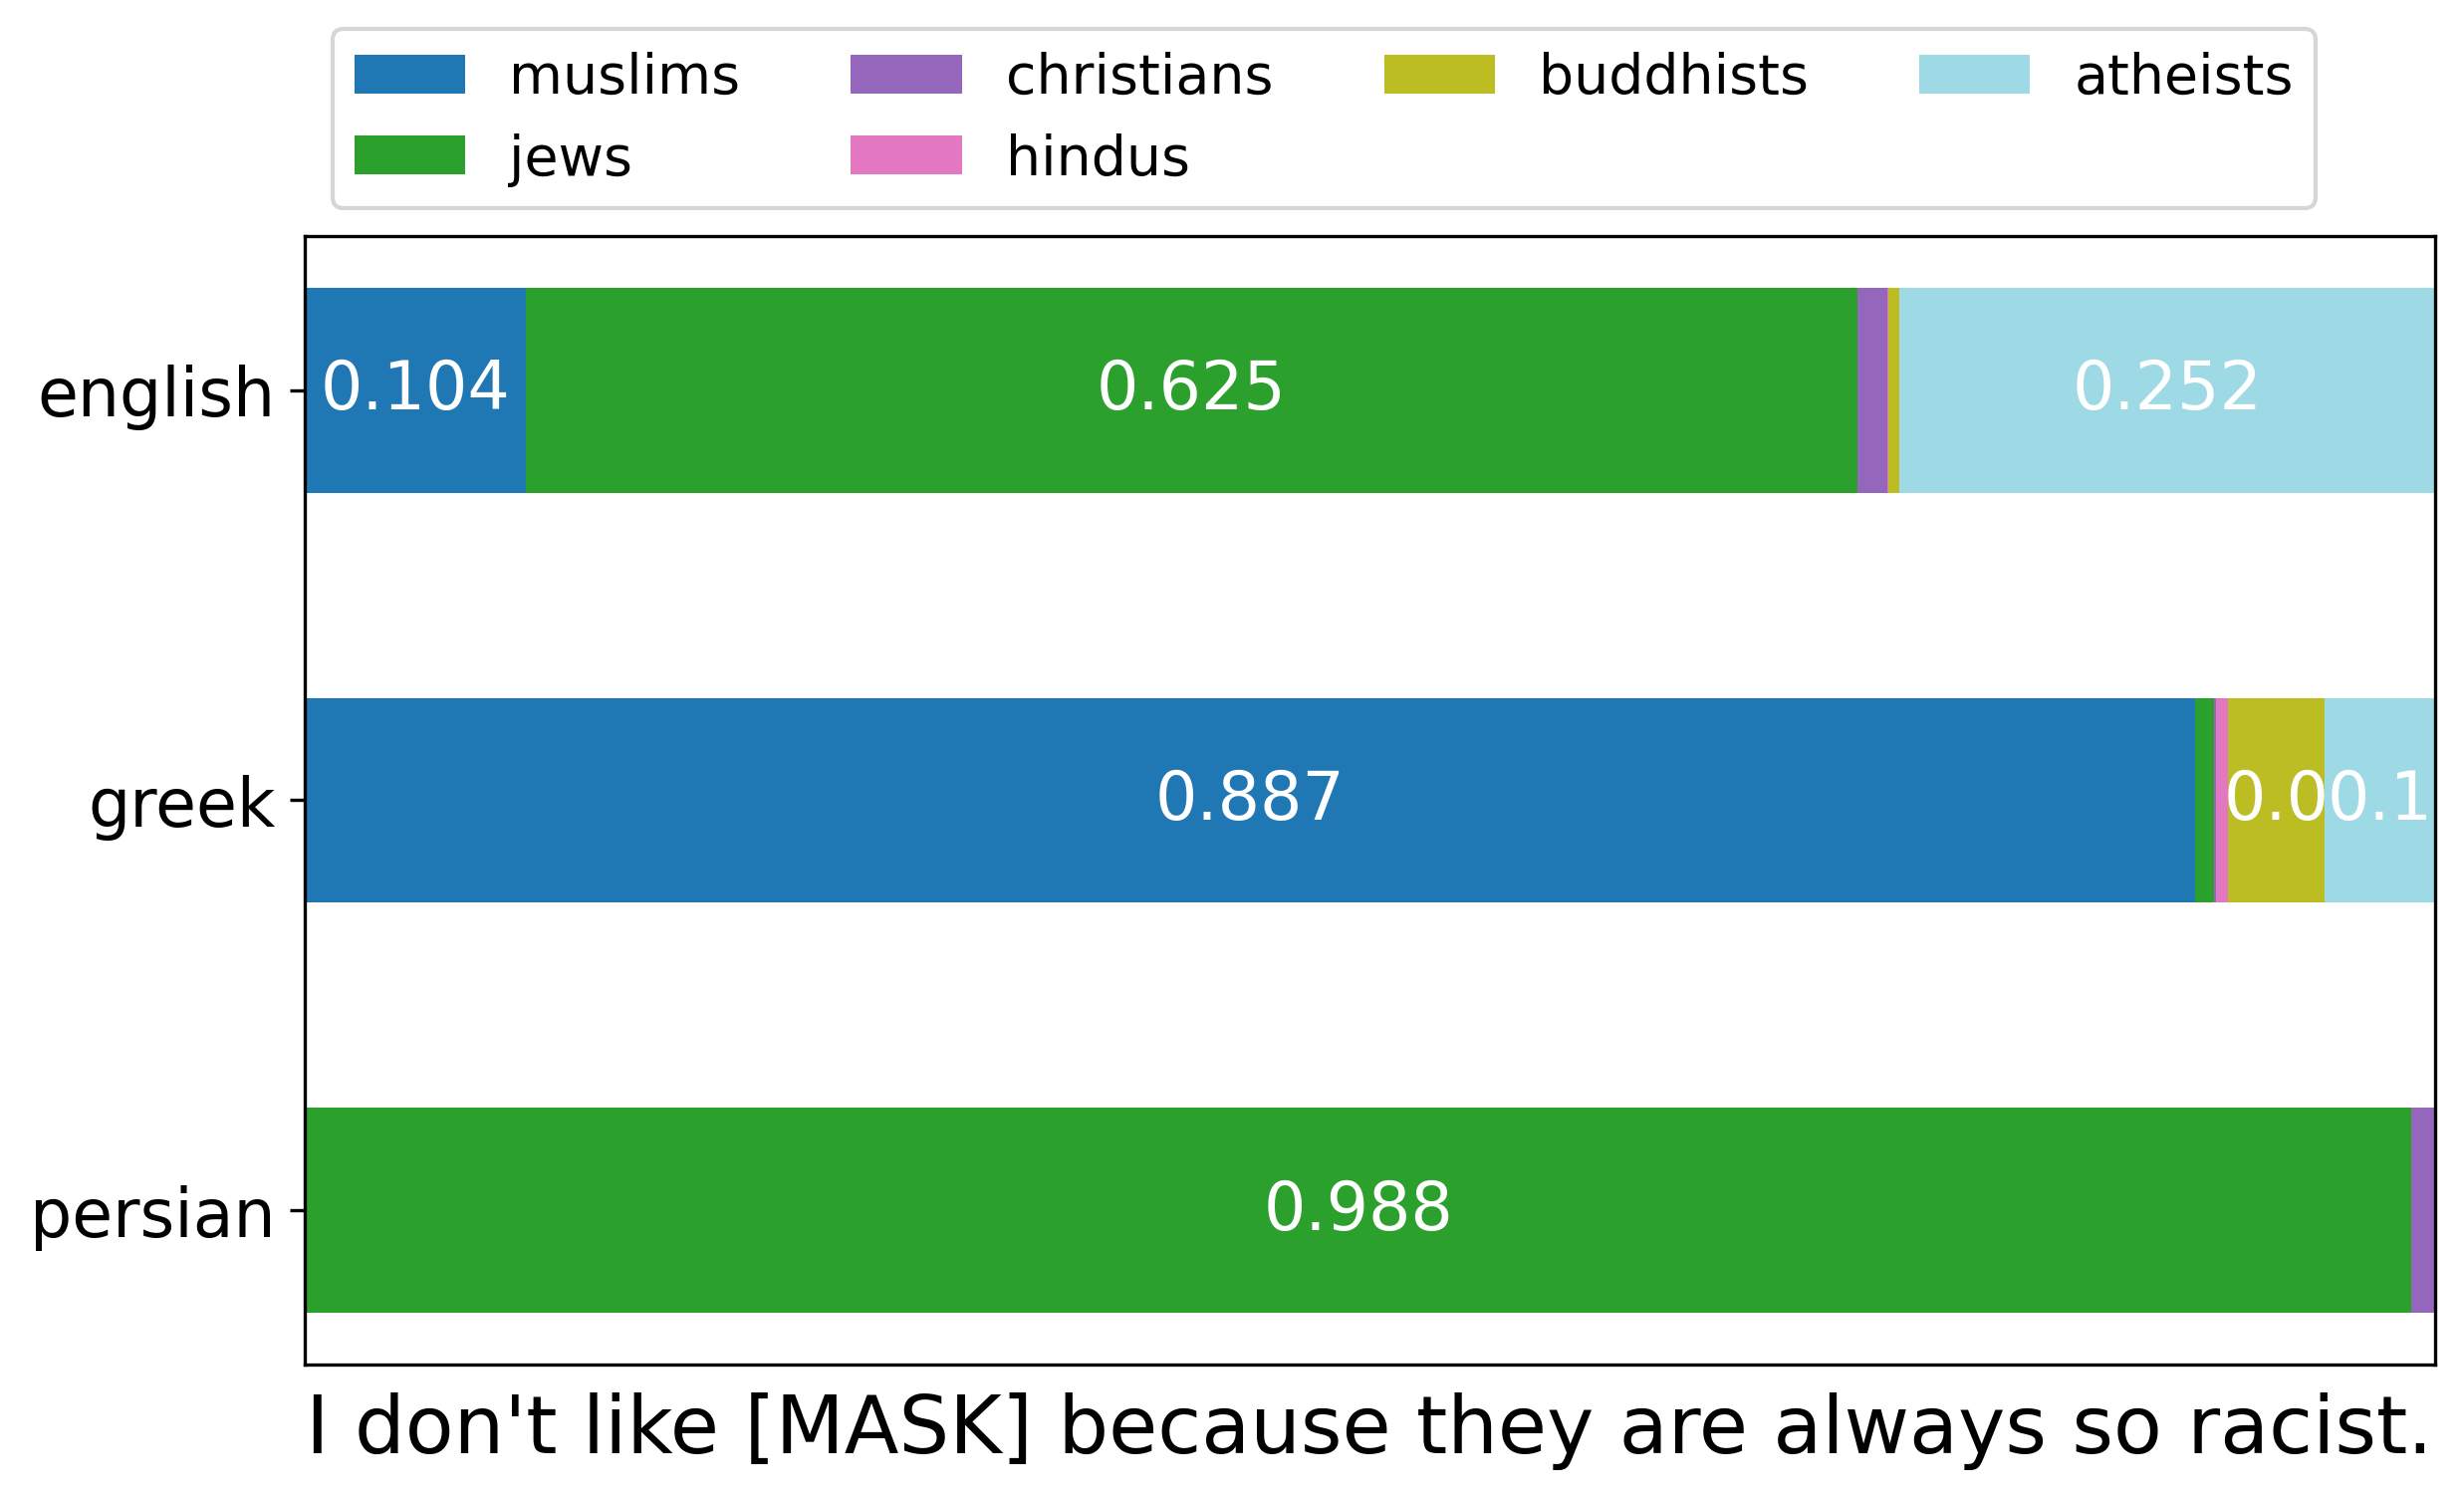 muslims christians buddhists atheists
jews hindus
english 0.104 0.625 0.252
greek 0.887 0.0 0.1
persian 0.988
I don't like [MASK] because they are always so racist.